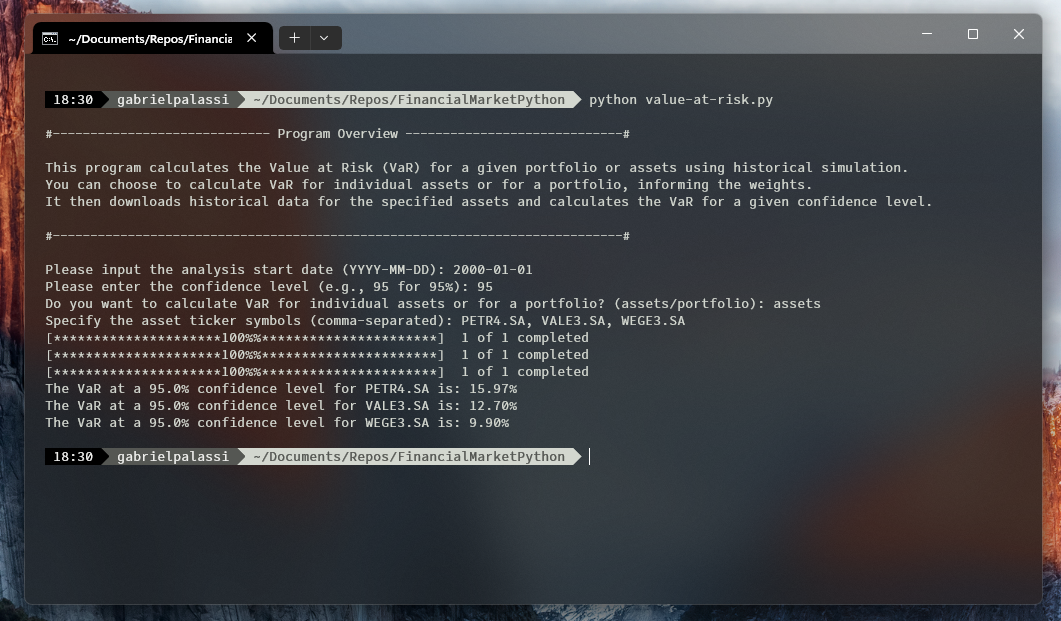 ~/Documents/Repos/Financia
18:30 gabrielpalassi ~/Documents/Repos/FinancialMarketPython python value-at-risk.py
#---------------------------- Program Overview ----------------------------#
This program calculates the Value at Risk (VaR) for a given portfolio or assets using historical simulation.
You can choose to calculate VaR for individual assets or for a portfolio, informing the weights.
It then downloads historical data for the specified assets and calculates the VaR for a given confidence level.
#--------------------------------------------------------------------------#
Please input the analysis start date (YYYY-MM-DD): 2000-01-01
Please enter the confidence level (e.g., 95 for 95%): 95
Do you want to calculate VaR for individual assets or for a portfolio? (assets/portfolio): assets
Specify the asset ticker symbols (comma-separated): PETR4.SA, VALE3.SA, WEGE3.SA
[**********************100%%**********************]  1 of 1 completed
[**********************100%%**********************]  1 of 1 completed
[**********************100%%**********************]  1 of 1 completed
The VaR at a 95.0% confidence level for PETR4.SA is: 15.97%
The VaR at a 95.0% confidence level for VALE3.SA is: 12.70%
The VaR at a 95.0% confidence level for WEGE3.SA is: 9.90%
18:30 gabrielpalassi ~/Documents/Repos/FinancialMarketPython